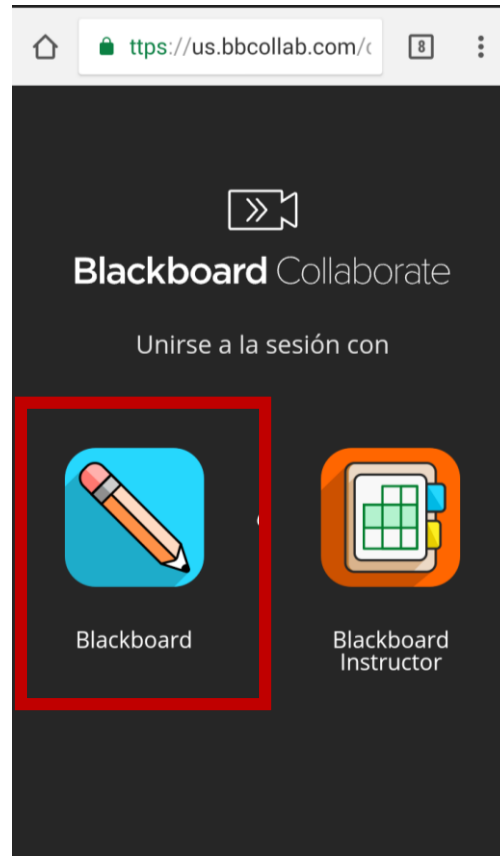 ttps://us.bbcollab.com/
8
Blackboard Collaborate
Unirse a la sesión con
Blackboard
Blackboard
Instructor